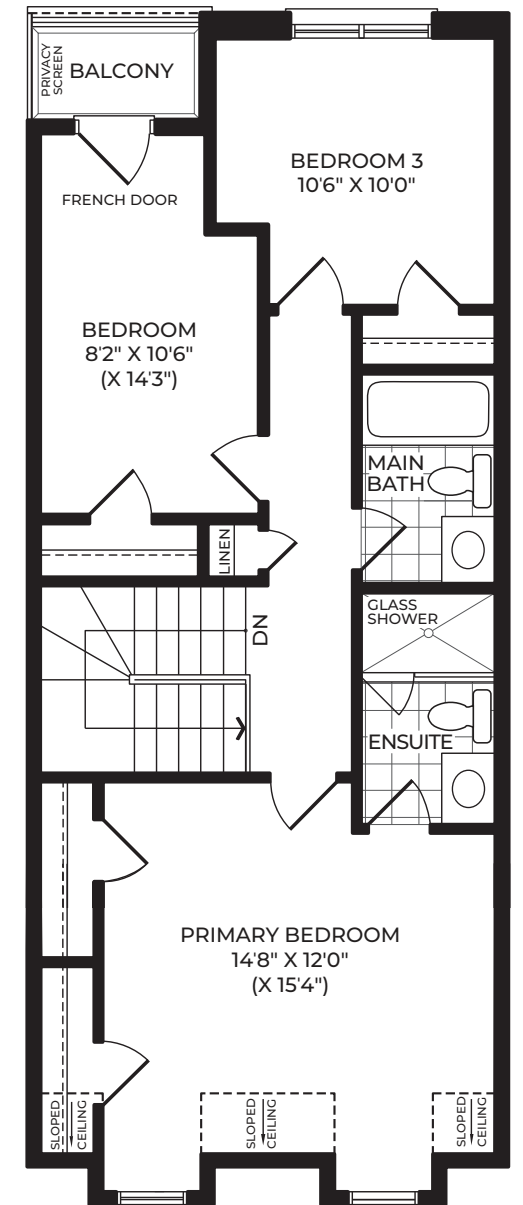 PRIVACY
SCREEN
BALCONY
FRENCH DOOR
BEDROOM 3
10'6" X 10'0"
BEDROOM
8'2" X 10'6"
(X 14'3")
MAIN
BATH
LINEN
DN
GLASS
SHOWER
ENSUITE
PRIMARY BEDROOM
14'8" X 12'0"
(X 15'4")
SLOPED
CEILING
SLOPED
CEILING
SLOPED
CEILING